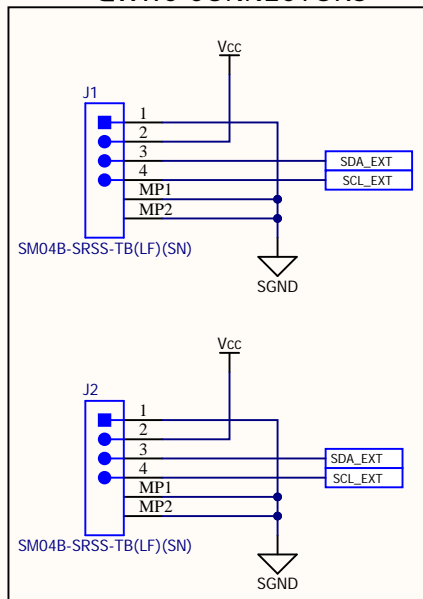 Vcc
J1
1
2
3
SDA_EXT
4
SCL_EXT
MP1
MP2
SM04B-SRSS-TB(LF)(SN)
SGND
Vcc
J2
1
2
3
SDA_EXT
4
SCL_EXT
MP1
MP2
SM04B-SRSS-TB(LF)(SN)
SGND